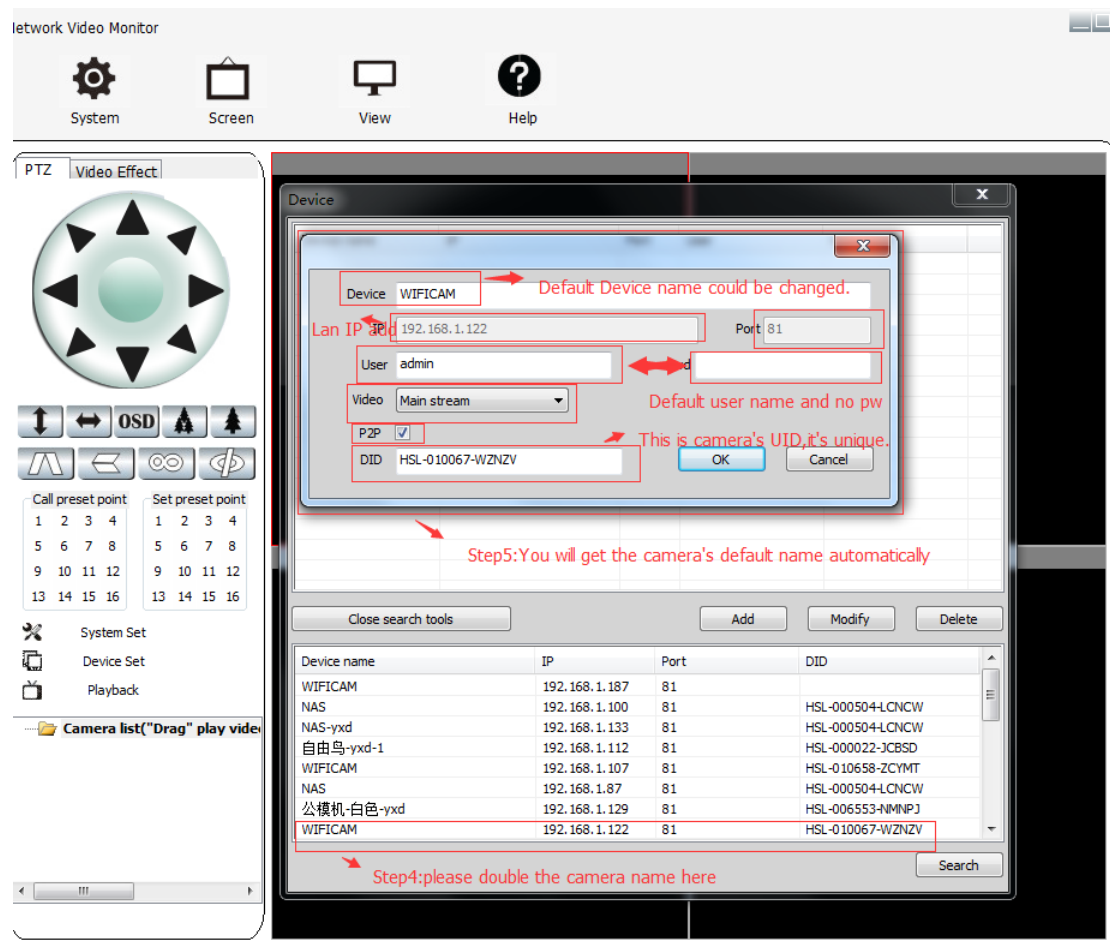 Network Video Monitor
System Screen View Help
PTZ Video Effect
Device
Device WIFICAM
Default Device name could be changed.
Lan IP add
IP 192.168.1.122 Port 81
User admin
Default user name and no pw
Video Main stream
P2P
This is camera's UID,it's unique.
DID HSL-010067-WZNZV
OK Cancel
Step5:You will get the camera's default name automatically
OSD
Call preset point Set preset point
1 2 3 4 1 2 3 4
5 6 7 8 5 6 7 8
9 10 11 12 9 10 11 12
13 14 15 16 13 14 15 16
System Set
Device Set
Playback
Camera list("Drag" play vide
Close search tools Add Modify Delete
Device name IP Port DID
WIFICAM 192.168.1.187 81
NAS 192.168.1.100 81 HSL-000504-LCNCW
NAS-yxd 192.168.1.133 81 HSL-000504-LCNCW
自由鸟-yxd-1 192.168.1.112 81 HSL-000022-JCBSD
WIFICAM 192.168.1.107 81 HSL-010658-ZCYMT
NAS 192.168.1.87 81 HSL-000504-LCNCW
公模机-白色-yxd 192.168.1.129 81 HSL-006553-NMNPJ
WIFICAM 192.168.1.122 81 HSL-010067-WZNZV
Step4:please double the camera name here
Search